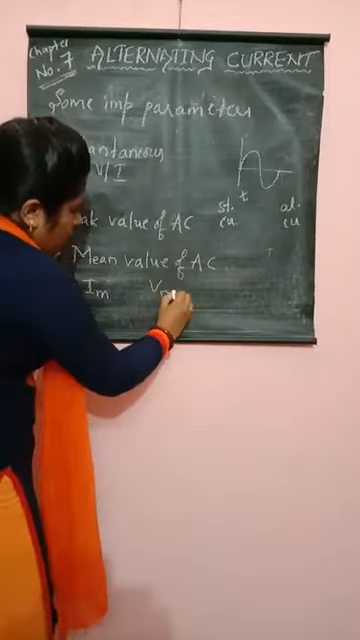 Chapter
No. 7
ALTERNATING CURRENT
Some imp parameters
antaneous
V/I
t
ak value of AC
st. al.
cu. cu
Mean value of AC
Im V